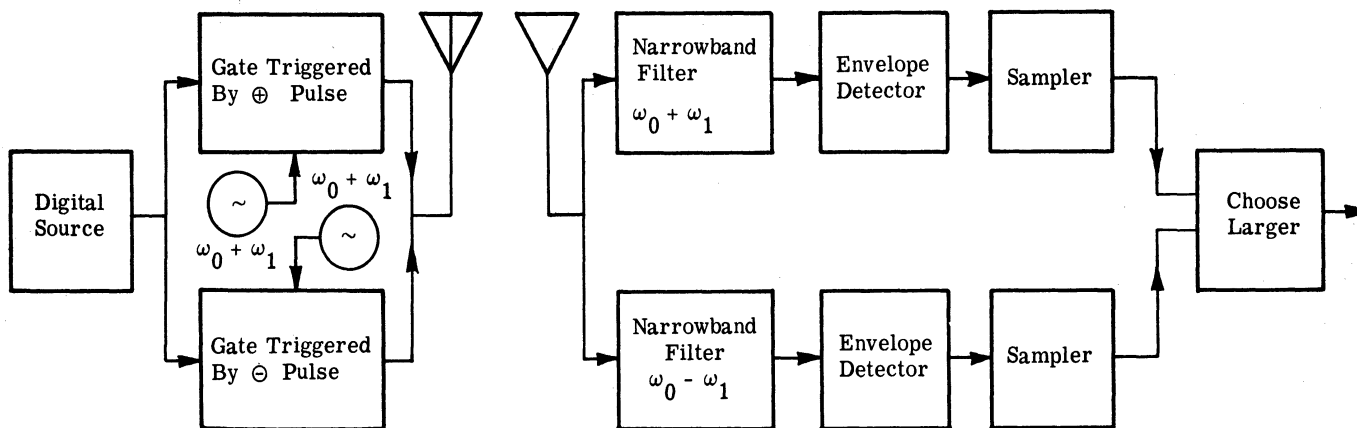 Digital
Source
Gate Triggered
By ⊕ Pulse
~
ω0 + ω1
ω0 + ω1
~
Gate Triggered
By ⊖ Pulse
Narrowband
Filter
ω0 + ω1
Envelope
Detector
Sampler
Narrowband
Filter
ω0 - ω1
Envelope
Detector
Sampler
Choose
Larger